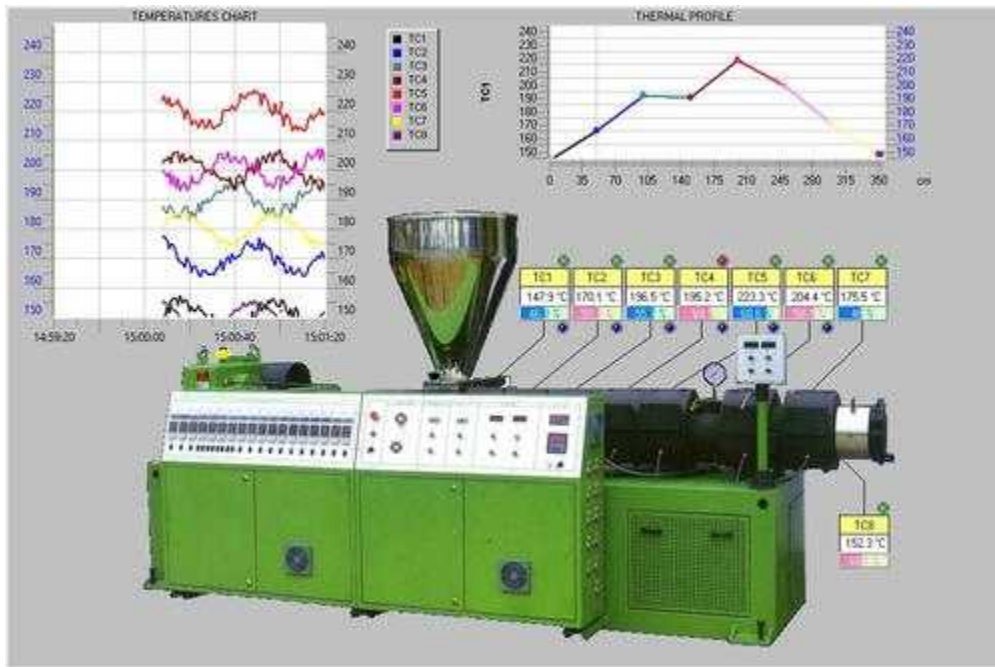 TEMPERATURES CHART
240
230
220
210
200
190
180
170
160
150
240
230
220
210
200
190
180
170
160
150
14:59:20
15:00:00
15:00:40
15:01:20
TC1
TC2
TC3
TC4
TC5
TC6
TC7
TC8
THERMAL PROFILE
TC1
240
230
220
210
200
190
180
170
160
150
240
230
220
210
200
190
180
170
160
150
0 35 70 105 140 175 210 245 280 315 350 cm
TC1 TC2 TC3 TC4 TC5 TC6 TC7
147.9 °C 170.1 °C 196.5 °C 195.2 °C 223.3 °C 204.4 °C 175.5 °C
TC8
152.3 °C